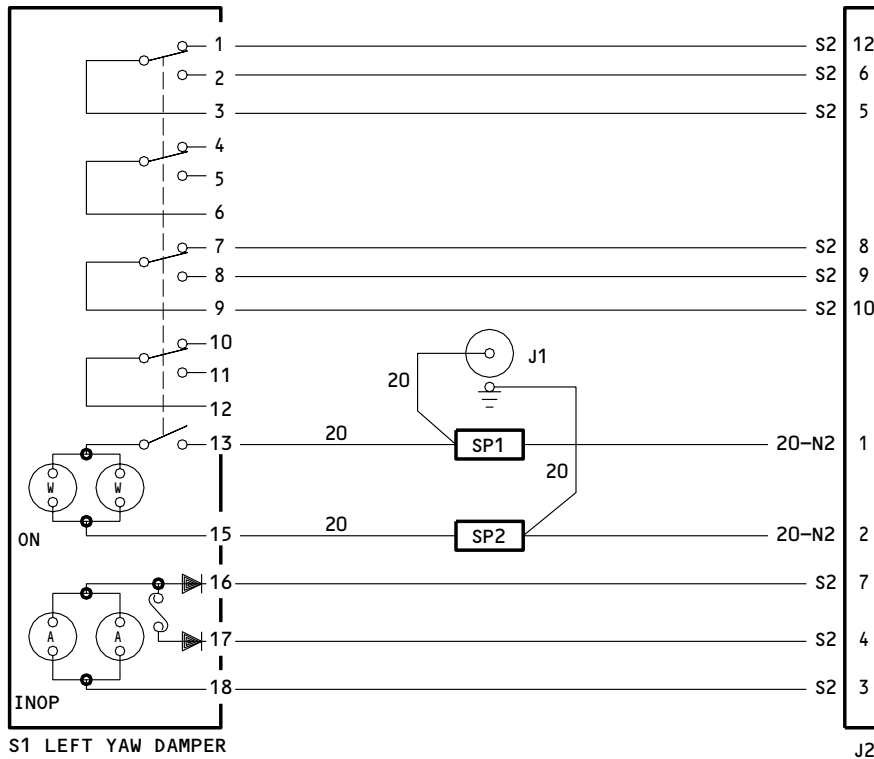 1 S2 12
2 S2 6
3 S2 5
4
5
6
7 S2 8
8 S2 9
9 S2 10
10
J1
11
20
12
13 20 SP1 20-N2 1
20
W W
15 20 SP2 20-N2 2
ON
16 S2 7
A A
17 S2 4
18 S2 3
INOP
S1 LEFT YAW DAMPER
J2